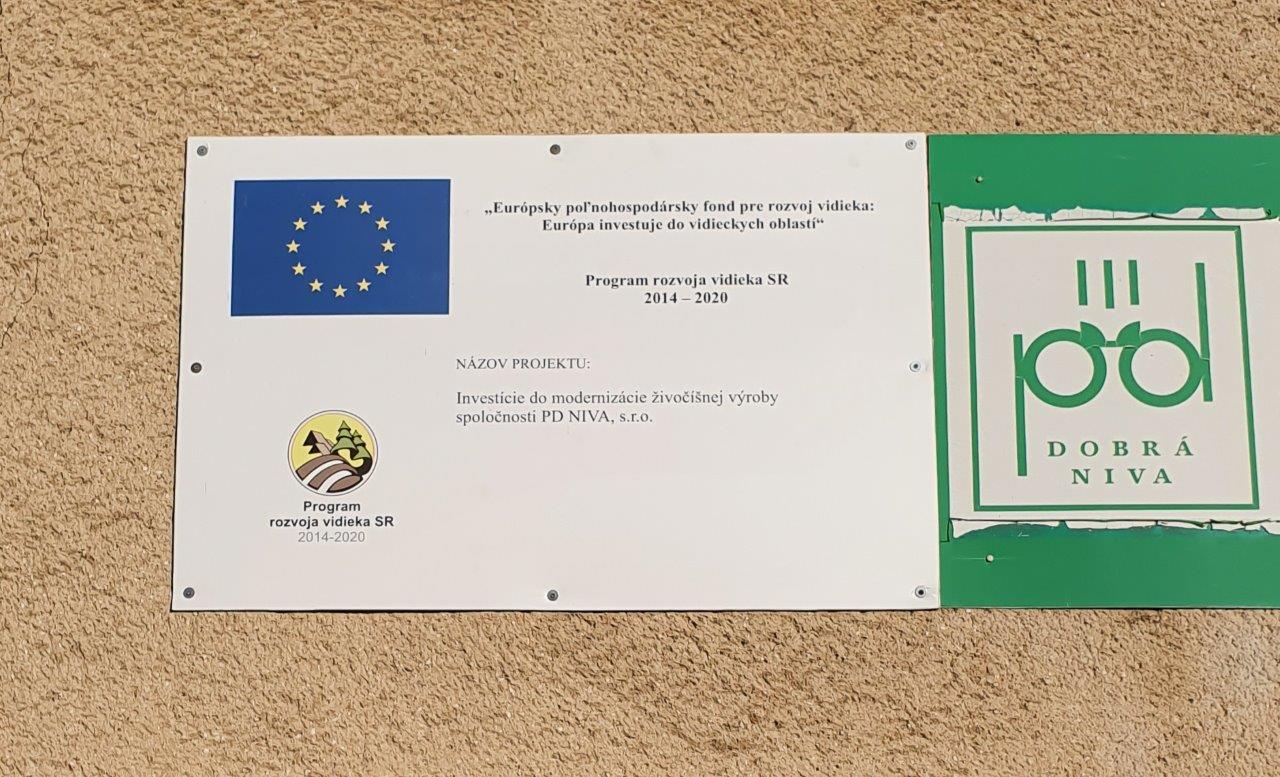 „Európsky poľnohospodársky fond pre rozvoj vidieka:
Európa investuje do vidieckych oblastí“
Program rozvoja vidieka SR
2014 – 2020
NÁZOV PROJEKTU:
Investície do modernizácie živočíšnej výroby
spoločnosti PD NIVA, s.r.o.
Program
rozvoja vidieka SR
2014-2020
pd
DOBRÁ
NIVA